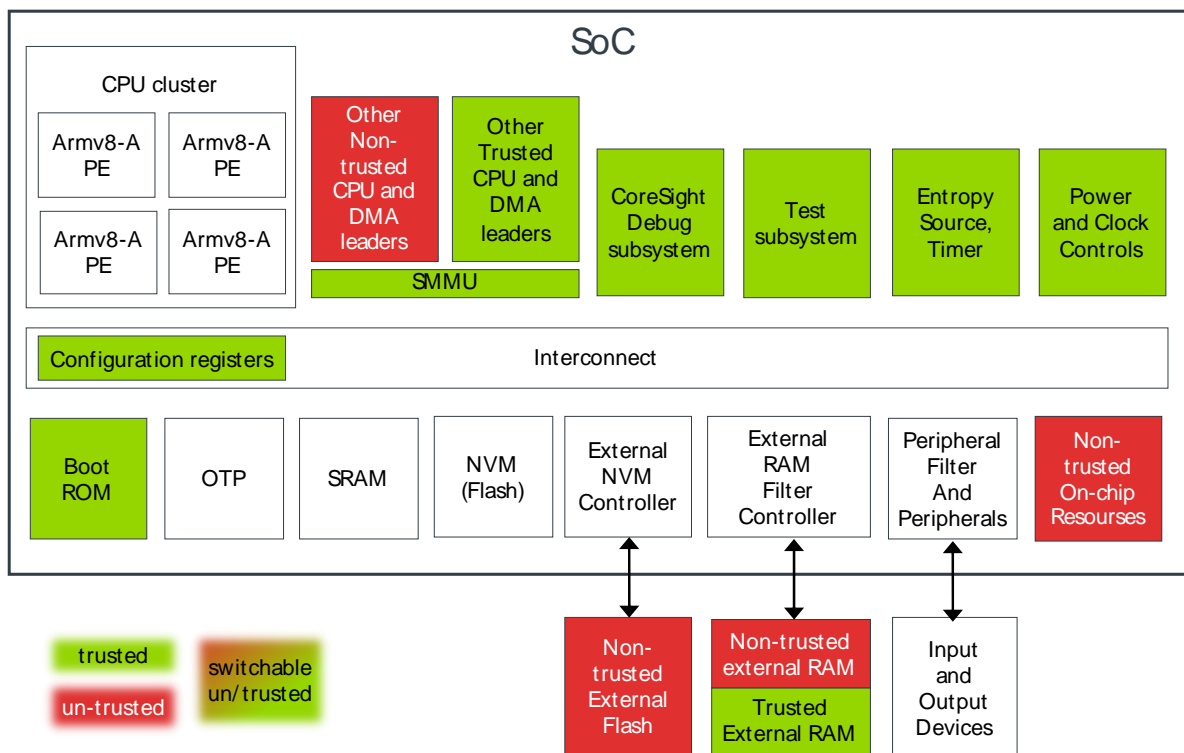 SoC
CPU cluster
Armv8-A
PE
Armv8-A
PE
Armv8-A
PE
Armv8-A
PE
Other
Non-
trusted
CPU and
DMA
leaders
Other
Trusted
CPU and
DMA
leaders
SMMU
CoreSight
Debug
subsystem
Test
subsystem
Entropy
Source,
Timer
Power
and Clock
Controls
Configuration registers
Interconnect
Boot
ROM
OTP
SRAM
NVM
(Flash)
External
NVM
Controller
External
RAM
Filter
Controller
Peripheral
Filter
And
Peripherals
Non-
trusted
On-chip
Resourses
trusted
un-trusted
switchable
un/trusted
Non-
trusted
External
Flash
Non-trusted
external RAM
Trusted
External RAM
Input
and
Output
Devices